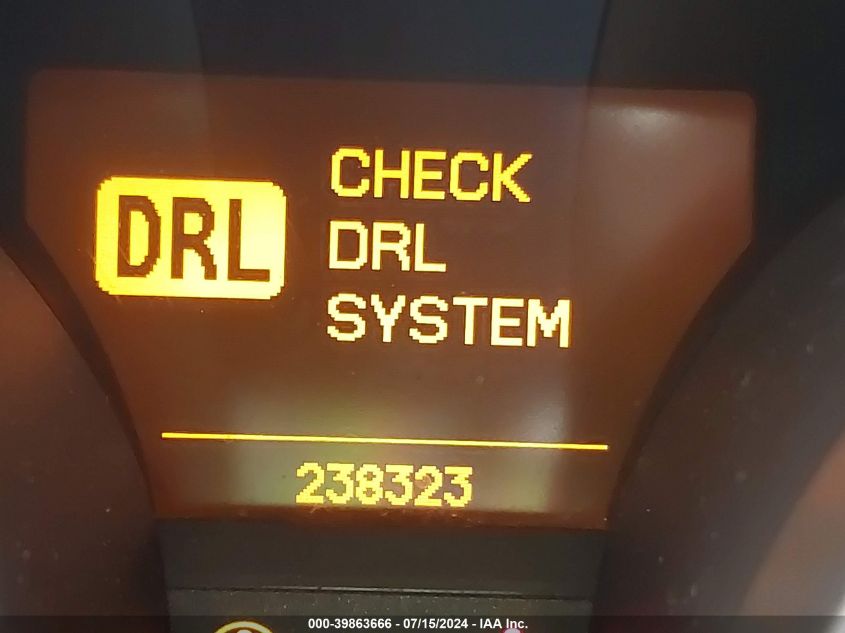 DRL
CHECK
DRL
SYSTEM
238323
000-39863666 - 07/15/2024 - IAA Inc.